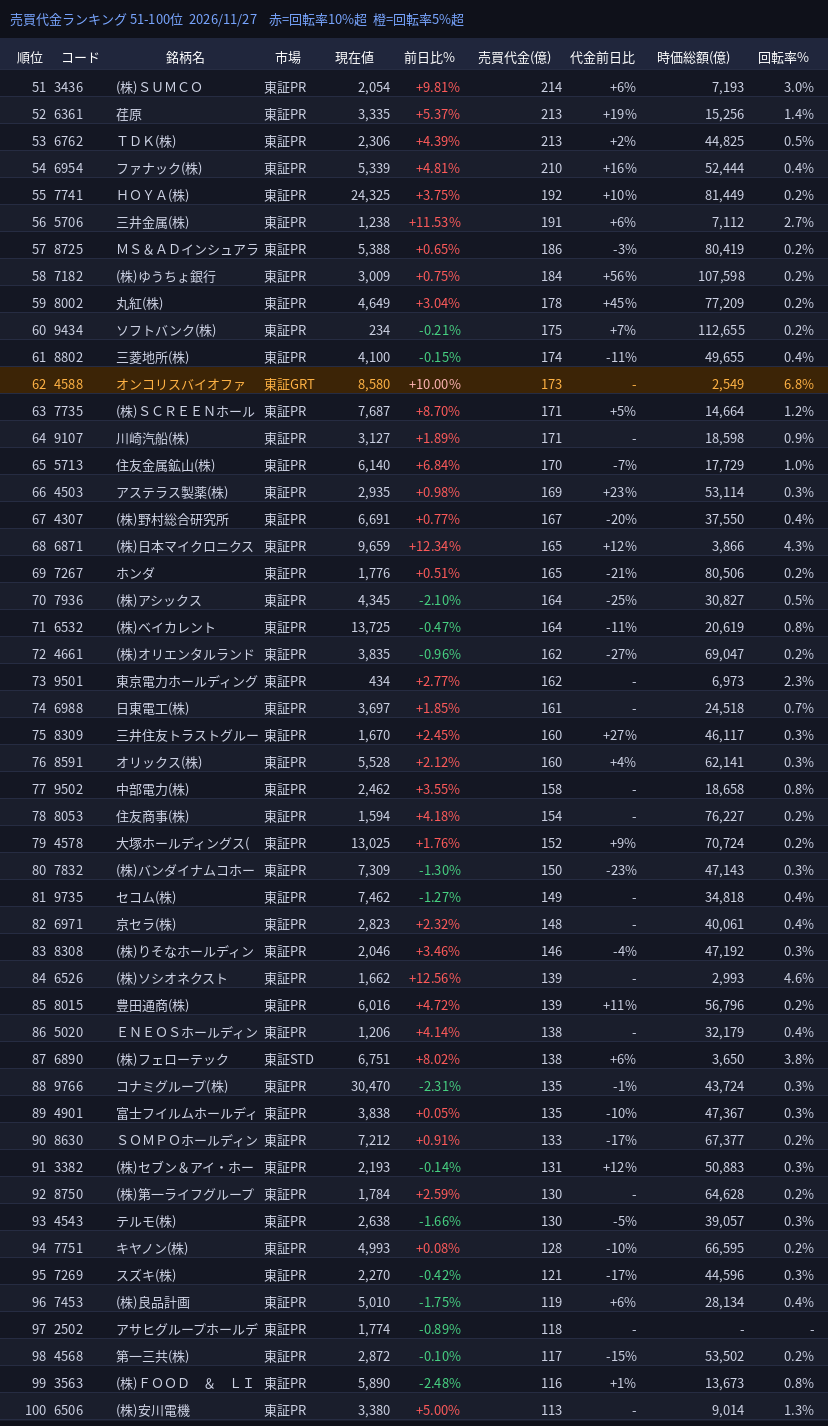 売買代金ランキング 51-100位 2026/11/27 赤=回転率10%超 橙=回転率5%超
順位 コード 銘柄名 市場 現在値 前日比% 売買代金(億) 代金前日比 時価総額(億) 回転率%
51 3436 (株)ＳＵＭＣＯ 東証PR 2,054 +9.81% 214 +6% 7,193 3.0%
52 6361 荏原 東証PR 3,335 +5.37% 213 +19% 15,256 1.4%
53 6762 ＴＤＫ(株) 東証PR 2,306 +4.39% 213 +2% 44,825 0.5%
54 6954 ファナック(株) 東証PR 5,339 +4.81% 210 +16% 52,444 0.4%
55 7741 ＨＯＹＡ(株) 東証PR 24,325 +3.75% 192 +10% 81,449 0.2%
56 5706 三井金属(株) 東証PR 1,238 +11.53% 191 +6% 7,112 2.7%
57 8725 ＭＳ＆ＡＤインシュアラ 東証PR 5,388 +0.65% 186 -3% 80,419 0.2%
58 7182 (株)ゆうちょ銀行 東証PR 3,009 +0.75% 184 +56% 107,598 0.2%
59 8002 丸紅(株) 東証PR 4,649 +3.04% 178 +45% 77,209 0.2%
60 9434 ソフトバンク(株) 東証PR 234 -0.21% 175 +7% 112,655 0.2%
61 8802 三菱地所(株) 東証PR 4,100 -0.15% 174 -11% 49,655 0.4%
62 4588 オンコリスバイオファ 東証GRT 8,580 +10.00% 173 - 2,549 6.8%
63 7735 (株)ＳＣＲＥＥＮホール 東証PR 7,687 +8.70% 171 +5% 14,664 1.2%
64 9107 川崎汽船(株) 東証PR 3,127 +1.89% 171 - 18,598 0.9%
65 5713 住友金属鉱山(株) 東証PR 6,140 +6.84% 170 -7% 17,729 1.0%
66 4503 アステラス製薬(株) 東証PR 2,935 +0.98% 169 +23% 53,114 0.3%
67 4307 (株)野村総合研究所 東証PR 6,691 +0.77% 167 -20% 37,550 0.4%
68 6871 (株)日本マイクロニクス 東証PR 9,659 +12.34% 165 +12% 3,866 4.3%
69 7267 ホンダ 東証PR 1,776 +0.51% 165 -21% 80,506 0.2%
70 7936 (株)アシックス 東証PR 4,345 -2.10% 164 -25% 30,827 0.5%
71 6532 (株)ベイカレント 東証PR 13,725 -0.47% 164 -11% 20,619 0.8%
72 4661 (株)オリエンタルランド 東証PR 3,835 -0.96% 162 -27% 69,047 0.2%
73 9501 東京電力ホールディング 東証PR 434 +2.77% 162 - 6,973 2.3%
74 6988 日東電工(株) 東証PR 3,697 +1.85% 161 - 24,518 0.7%
75 8309 三井住友トラストグルー 東証PR 1,670 +2.45% 160 +27% 46,117 0.3%
76 8591 オリックス(株) 東証PR 5,528 +2.12% 160 +4% 62,141 0.3%
77 9502 中部電力(株) 東証PR 2,462 +3.55% 158 - 18,658 0.8%
78 8053 住友商事(株) 東証PR 1,594 +4.18% 154 - 76,227 0.2%
79 4578 大塚ホールディングス( 東証PR 13,025 +1.76% 152 +9% 70,724 0.2%
80 7832 (株)バンダイナムコホー 東証PR 7,309 -1.30% 150 -23% 47,143 0.3%
81 9735 セコム(株) 東証PR 7,462 -1.27% 149 - 34,818 0.4%
82 6971 京セラ(株) 東証PR 2,823 +2.32% 148 - 40,061 0.4%
83 8308 (株)りそなホールディン 東証PR 2,046 +3.46% 146 -4% 47,192 0.3%
84 6526 (株)ソシオネクスト 東証PR 1,662 +12.56% 139 - 2,993 4.6%
85 8015 豊田通商(株) 東証PR 6,016 +4.72% 139 +11% 56,796 0.2%
86 5020 ＥＮＥＯＳホールディン 東証PR 1,206 +4.14% 138 - 32,179 0.4%
87 6890 (株)フェローテック 東証STD 6,751 +8.02% 138 +6% 3,650 3.8%
88 9766 コナミグループ(株) 東証PR 30,470 -2.31% 135 -1% 43,724 0.3%
89 4901 富士フイルムホールディ 東証PR 3,838 +0.05% 135 -10% 47,367 0.3%
90 8630 ＳＯＭＰＯホールディン 東証PR 7,212 +0.91% 133 -17% 67,377 0.2%
91 3382 (株)セブン＆アイ・ホー 東証PR 2,193 -0.14% 131 +12% 50,883 0.3%
92 8750 (株)第一ライフグループ 東証PR 1,784 +2.59% 130 - 64,628 0.2%
93 4543 テルモ(株) 東証PR 2,638 -1.66% 130 -5% 39,057 0.3%
94 7751 キヤノン(株) 東証PR 4,993 +0.08% 128 -10% 66,595 0.2%
95 7269 スズキ(株) 東証PR 2,270 -0.42% 121 -17% 44,596 0.3%
96 7453 (株)良品計画 東証PR 5,010 -1.75% 119 +6% 28,134 0.4%
97 2502 アサヒグループホールデ 東証PR 1,774 -0.89% 118 - - -
98 4568 第一三共(株) 東証PR 2,872 -0.10% 117 -15% 53,502 0.2%
99 3563 (株)ＦＯＯＤ　＆　ＬＩ 東証PR 5,890 -2.48% 116 +1% 13,673 0.8%
100 6506 (株)安川電機 東証PR 3,380 +5.00% 113 - 9,014 1.3%